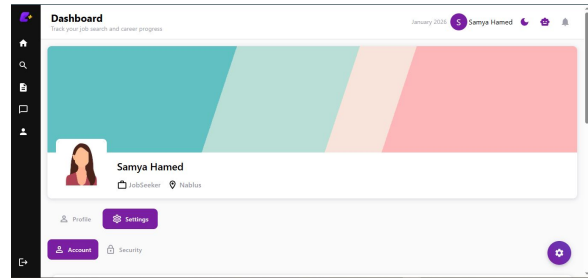 Dashboard
Track your job search and career progress
January 2026 S Samya Hamed
Samya Hamed
JobSeeker Nablus
Profile Settings
Account Security